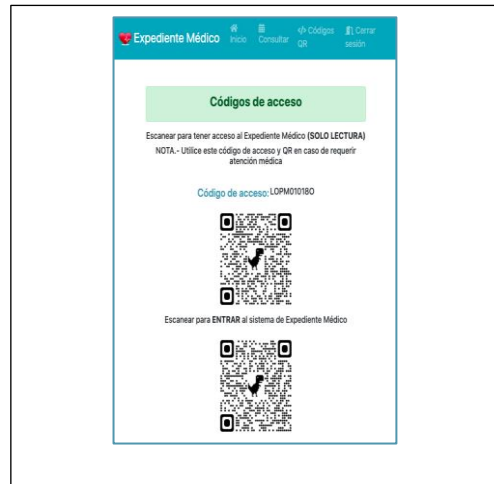 Expediente Médico
Inicio
Consultar
</> Códigos QR
Cerrar sesión
Códigos de acceso
Escanear para tener acceso al Expediente Médico (SOLO LECTURA)
NOTA.- Utilice este código de acceso y QR en caso de requerir
atención médica
Código de acceso: LOPM01018O
Escanear para ENTRAR al sistema de Expediente Médico